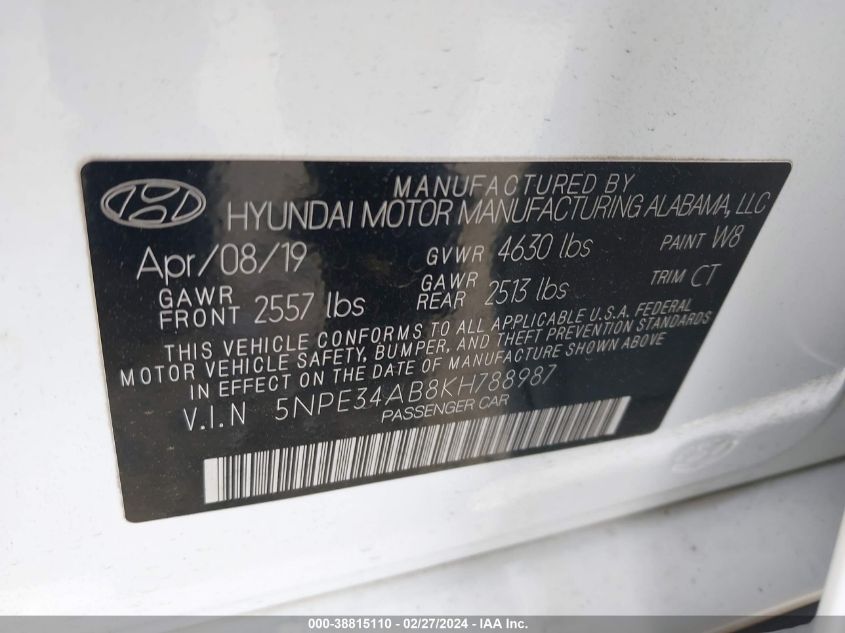 MANUFACTURED BY
HYUNDAI MOTOR MANUFACTURING ALABAMA, LLC
Apr/08/19 GVWR 4630 lbs PAINT W8
GAWR FRONT 2557 lbs GAWR REAR 2513 lbs TRIM CT
THIS VEHICLE CONFORMS TO ALL APPLICABLE U.S.A. FEDERAL
MOTOR VEHICLE SAFETY, BUMPER, AND THEFT PREVENTION STANDARDS
IN EFFECT ON THE DATE OF MANUFACTURE SHOWN ABOVE
V.I.N 5NPE34AB8KH788987
PASSENGER CAR
000-38815110 - 02/27/2024 - IAA Inc.